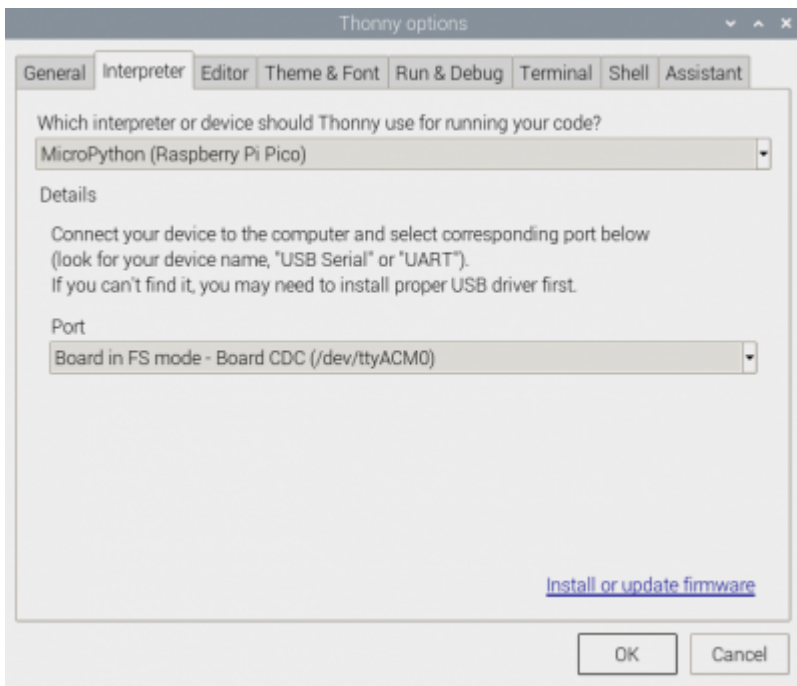 Thonny options
General Interpreter Editor Theme & Font Run & Debug Terminal Shell Assistant
Which interpreter or device should Thonny use for running your code?
MicroPython (Raspberry Pi Pico)
Details
Connect your device to the computer and select corresponding port below
(look for your device name, "USB Serial" or "UART").
If you can't find it, you may need to install proper USB driver first.
Port
Board in FS mode - Board CDC (/dev/ttyACM0)
Install or update firmware
OK Cancel